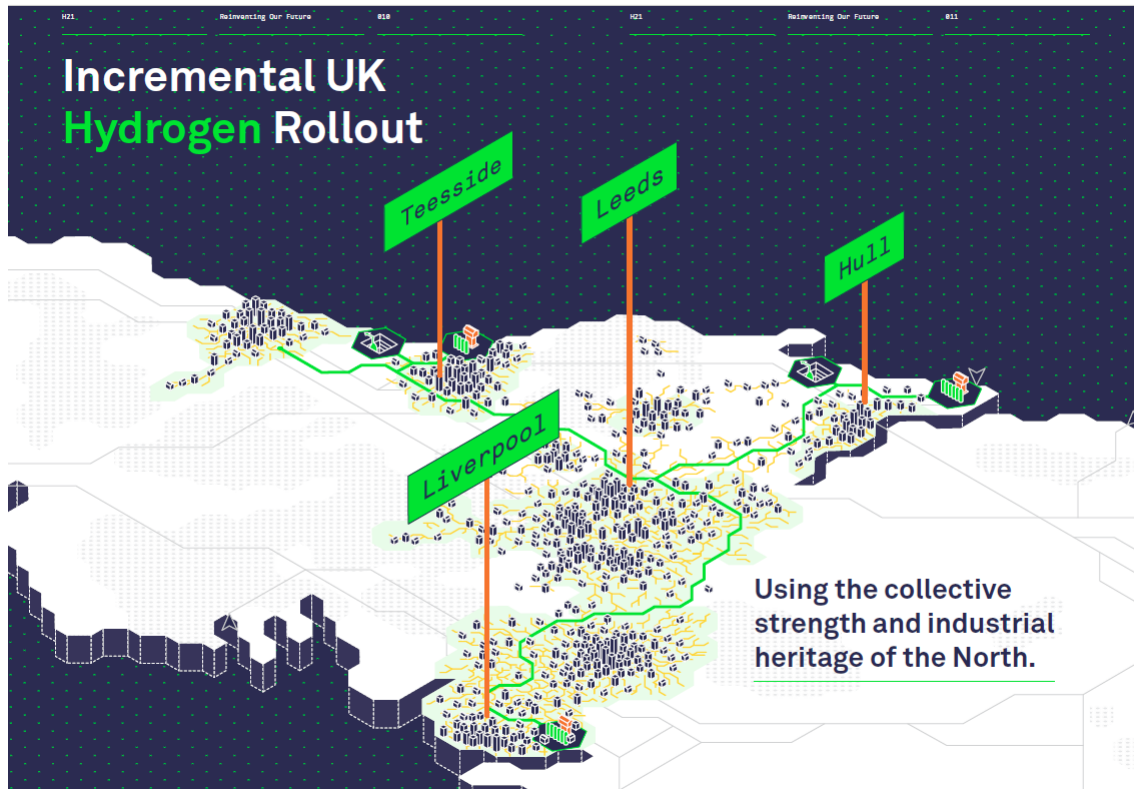 H21 Reinventing Our Future 010 H21 Reinventing Our Future 011
Incremental UK
Hydrogen Rollout
Teesside
Leeds
Hull
Liverpool
Using the collective
strength and industrial
heritage of the North.